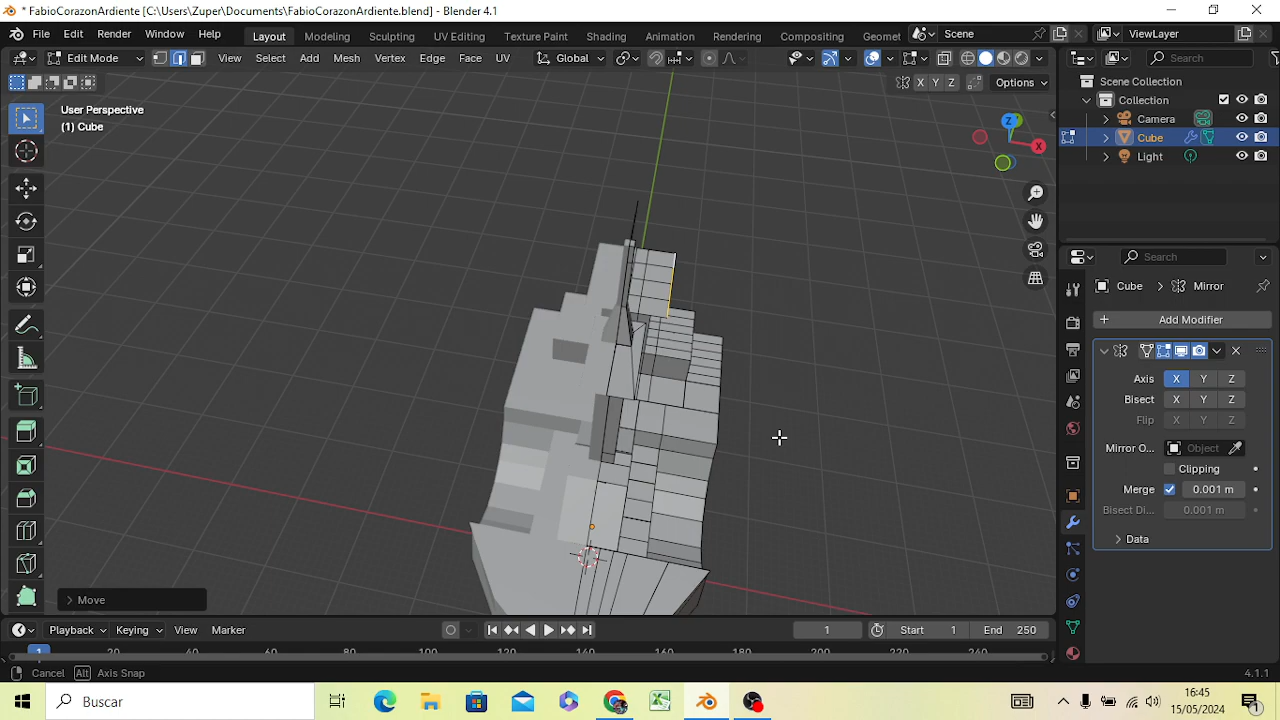 * FabioCorazonArdiente [C:\Users\Zuper\Documents\FabioCorazonArdiente.blend] - Blender 4.1
File Edit Render Window Help Layout Modeling Sculpting UV Editing Texture Paint Shading Animation Rendering Compositing Geomet Scene ViewLayer
Edit Mode View Select Add Mesh Vertex Edge Face UV Global Search
X Y Z Options
Scene Collection
Collection
User Perspective
(1) Cube
Camera
Cube
Light
Z
X
Search
Cube Mirror
Add Modifier
Axis X Y Z
Bisect X Y Z
Flip X Y Z
Mirror O... Object
Clipping
Merge 0.001 m
Bisect Di... 0.001 m
Data
Move
Playback Keying View Marker 1 Start 1 End 250
1 20 40 60 80 100 120 140 160 180 200 220 240
Cancel Alt Axis Snap 4.1.1
Buscar
16:45
15/05/2024
1